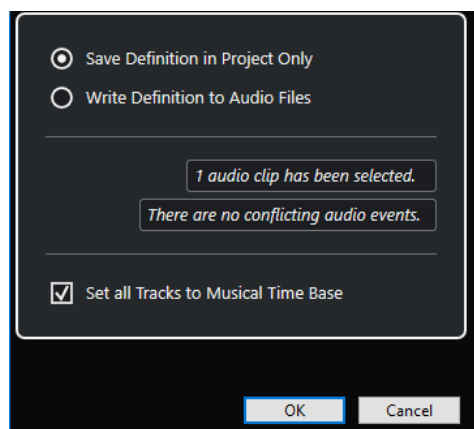 Save Definition in Project Only
Write Definition to Audio Files
1 audio clip has been selected.
There are no conflicting audio events.
Set all Tracks to Musical Time Base
OK
Cancel